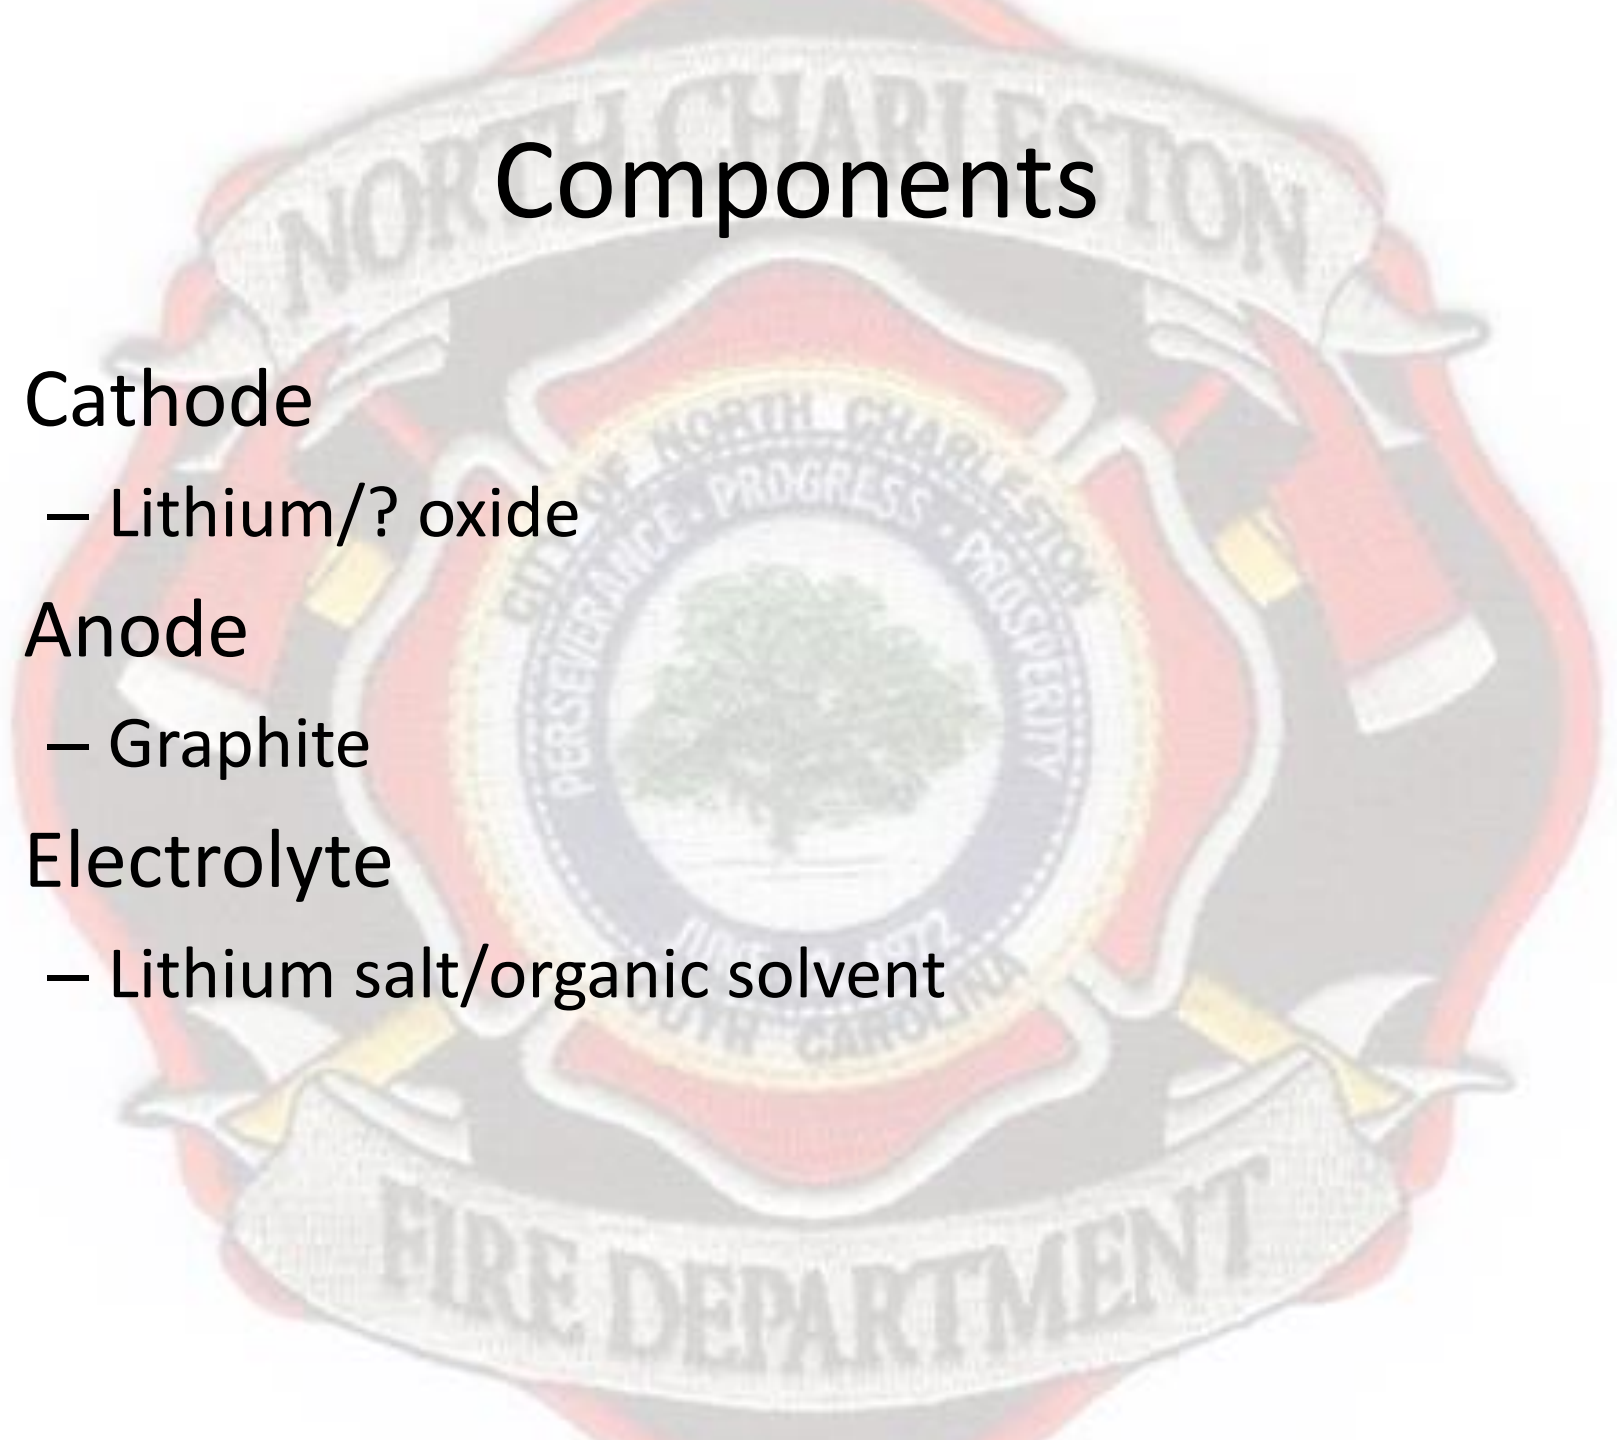 Components
Cathode
– Lithium/? oxide
Anode
– Graphite
Electrolyte
– Lithium salt/organic solvent
NORTH CHARLESTON
CITY OF NORTH CHARLESTON
PERSEVERANCE · PROGRESS · PROSPERITY
1972
SOUTH CAROLINA
FIRE DEPARTMENT